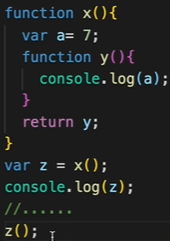 function x(){
  var a= 7;
  function y(){
    console.log(a);
  }
  return y;
}
var z = x();
console.log(z);
//......
z();